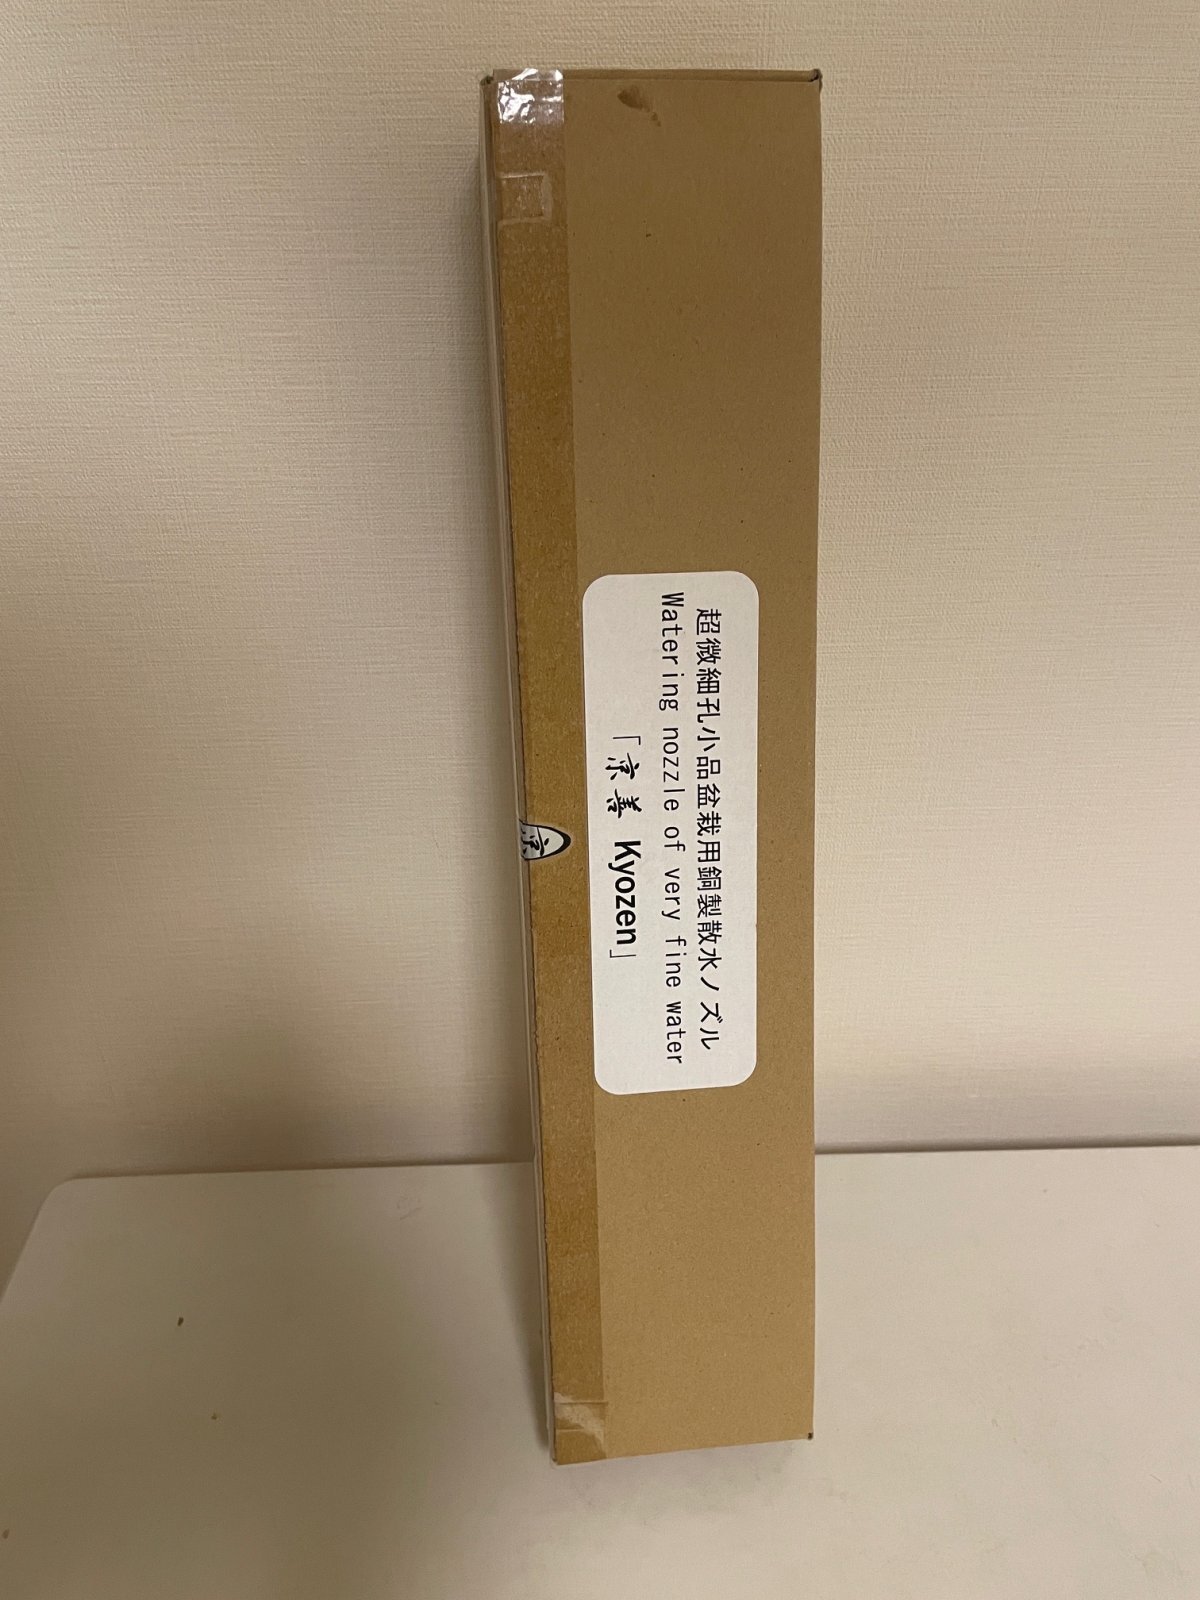 超微細孔小品盆栽用銅製散水ノズル
Watering nozzle of very fine water
「京善 Kyozen」
京